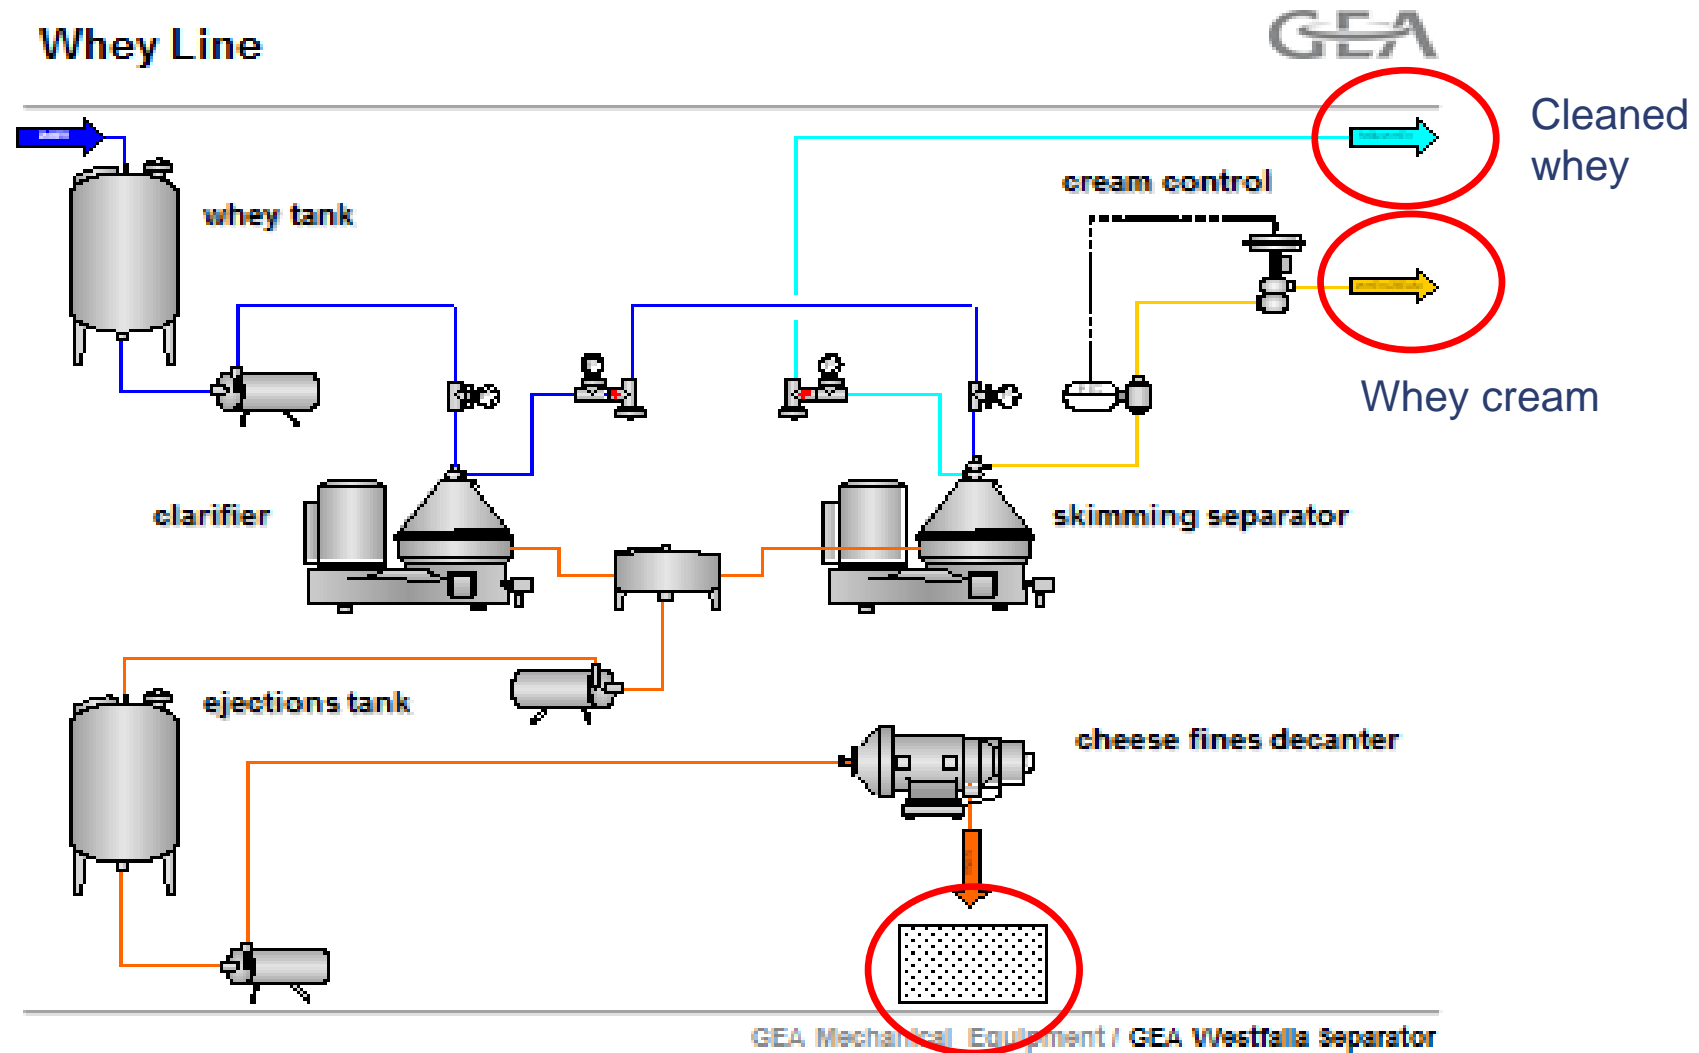 Whey Line
GEA
Cleaned
whey
cream control
whey tank
Whey cream
clarifier
skimming separator
ejections tank
cheese fines decanter
GEA Mechanical Equipment / GEA Westfalia Separator